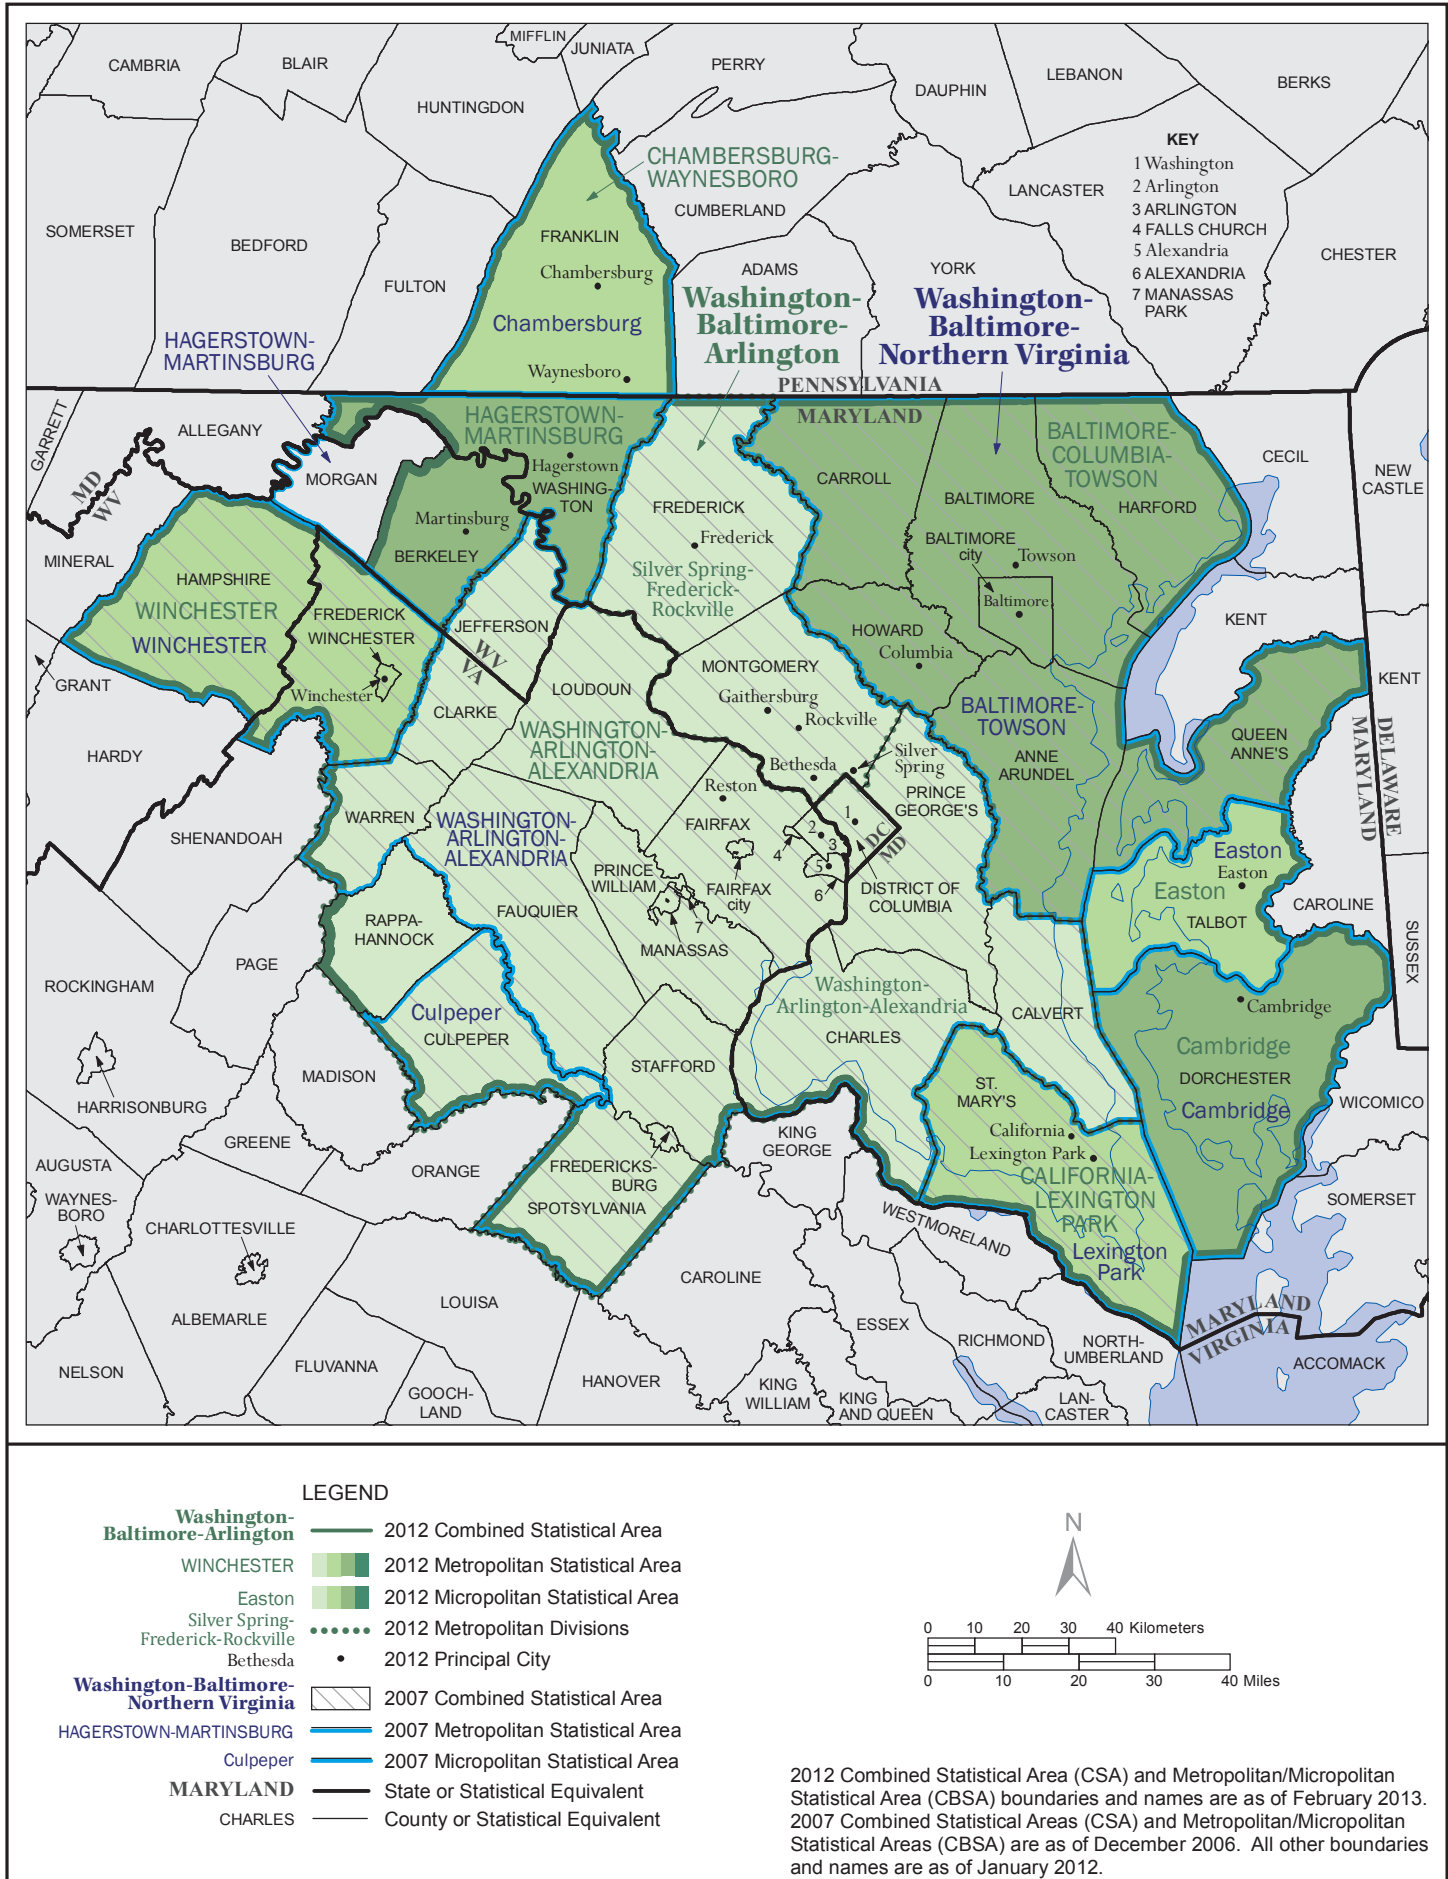 MIFFLIN
JUNIATA
CAMBRIA
BLAIR
PERRY
LEBANON
BERKS
DAUPHIN
HUNTINGDON
KEY
1 Washington
2 Arlington
3 ARLINGTON
4 FALLS CHURCH
5 Alexandria
6 ALEXANDRIA
7 MANASSAS
PARK
CHAMBERSBURG-
WAYNESBORO
LANCASTER
CUMBERLAND
SOMERSET
BEDFORD
FRANKLIN
CHESTER
Chambersburg
ADAMS
YORK
FULTON
Washington-
Baltimore-
Arlington
Washington-
Baltimore-
Northern Virginia
Chambersburg
HAGERSTOWN-
MARTINSBURG
Waynesboro
PENNSYLVANIA
MARYLAND
GARRETT
ALLEGANY
HAGERSTOWN-
MARTINSBURG
BALTIMORE-
COLUMBIA-
TOWSON
CECIL
NEW
CASTLE
MD
WV
MORGAN
Hagerstown
WASHING-
TON
CARROLL
BALTIMORE
HARFORD
FREDERICK
Martinsburg
Frederick
BALTIMORE
city
Towson
BERKELEY
MINERAL
HAMPSHIRE
Silver Spring-
Frederick-
Rockville
WINCHESTER
WINCHESTER
FREDERICK
WINCHESTER
JEFFERSON
Baltimore
KENT
HOWARD
Columbia
WV
VA
GRANT
Winchester
LOUDOUN
MONTGOMERY
Gaithersburg
Rockville
KENT
CLARKE
BALTIMORE-
TOWSON
HARDY
WASHINGTON-
ARLINGTON-
ALEXANDRIA
QUEEN
ANNE'S
DELAWARE
MARYLAND
Silver
Spring
Bethesda
ANNE
ARUNDEL
Reston
PRINCE
GEORGE'S
WARREN
WASHINGTON-
ARLINGTON-
ALEXANDRIA
FAIRFAX
1
2
3
4
5
6
DC
MD
SHENANDOAH
Easton
Easton
Easton
TALBOT
PRINCE
WILLIAM
FAIRFAX
city
DISTRICT OF
COLUMBIA
CAROLINE
RAPPA-
HANNOCK
FAUQUIER
7
MANASSAS
SUSSEX
PAGE
ROCKINGHAM
Washington-
Arlington-Alexandria
CHARLES
CALVERT
Cambridge
Culpeper
CULPEPER
Cambridge
DORCHESTER
Cambridge
STAFFORD
MADISON
ST.
MARY'S
HARRISONBURG
WICOMICO
GREENE
KING
GEORGE
California
Lexington Park
AUGUSTA
ORANGE
FREDERICKS-
BURG
CALIFORNIA-
LEXINGTON
PARK
WAYNES-
BORO
SPOTSYLVANIA
SOMERSET
CHARLOTTESVILLE
WESTMORELAND
Lexington
Park
CAROLINE
LOUISA
ALBEMARLE
MARYLAND
VIRGINIA
ESSEX
RICHMOND
NORTH-
UMBERLAND
ACCOMACK
NELSON
FLUVANNA
HANOVER
GOOCH-
LAND
KING
WILLIAM
KING
AND QUEEN
LAN-
CASTER
LEGEND
Washington-
Baltimore-Arlington
2012 Combined Statistical Area
WINCHESTER
2012 Metropolitan Statistical Area
Easton
2012 Micropolitan Statistical Area
Silver Spring-
Frederick-Rockville
2012 Metropolitan Divisions
Bethesda
2012 Principal City
Washington-Baltimore-
Northern Virginia
2007 Combined Statistical Area
HAGERSTOWN-MARTINSBURG
2007 Metropolitan Statistical Area
Culpeper
2007 Micropolitan Statistical Area
MARYLAND
State or Statistical Equivalent
CHARLES
County or Statistical Equivalent
N
0 10 20 30 40 Kilometers
0 10 20 30 40 Miles
2012 Combined Statistical Area (CSA) and Metropolitan/Micropolitan
Statistical Area (CBSA) boundaries and names are as of February 2013.
2007 Combined Statistical Areas (CSA) and Metropolitan/Micropolitan
Statistical Areas (CBSA) are as of December 2006.  All other boundaries
and names are as of January 2012.